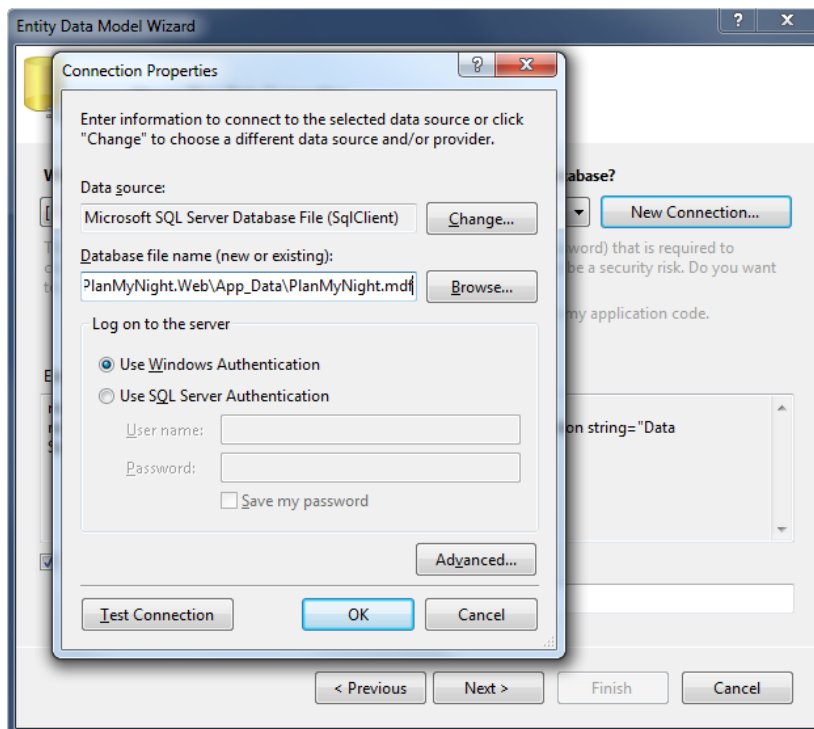 Entity Data Model Wizard
Connection Properties
Enter information to connect to the selected data source or click
"Change" to choose a different data source and/or provider.
Data source:
Microsoft SQL Server Database File (SqlClient)
Change...
Database file name (new or existing):
PlanMyNight.Web\App_Data\PlanMyNight.mdf
Browse...
Log on to the server
Use Windows Authentication
Use SQL Server Authentication
User name:
Password:
Save my password
Advanced...
Test Connection
OK
Cancel
New Connection...
word) that is required to
be a security risk. Do you want
my application code.
on string="Data
< Previous
Next >
Finish
Cancel